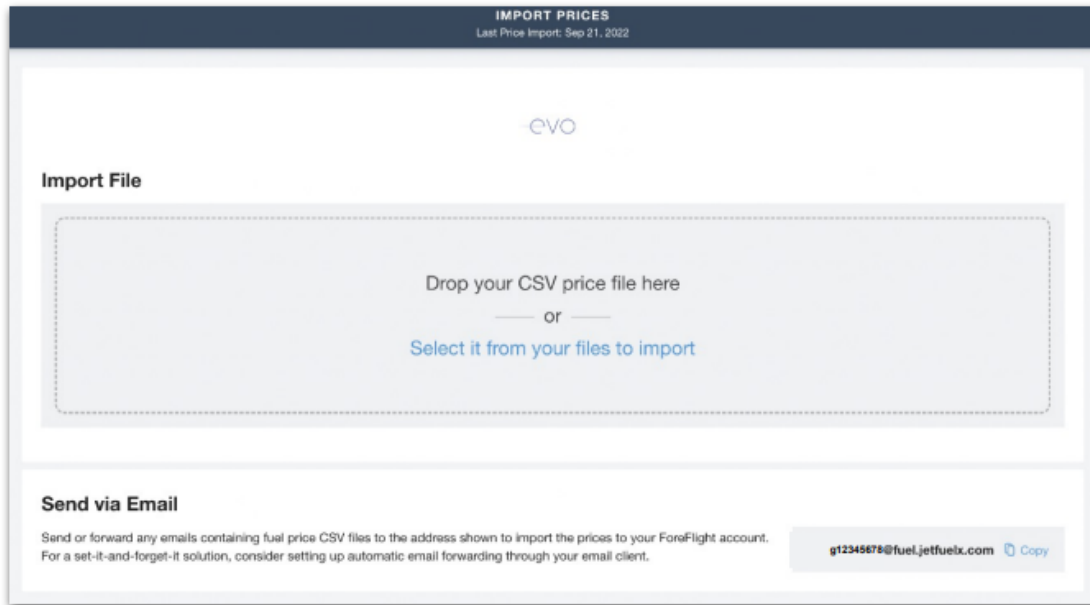 IMPORT PRICES
Last Price Import: Sep 21, 2022
evo
Import File
Drop your CSV price file here
or
Select it from your files to import
Send via Email
Send or forward any emails containing fuel price CSV files to the address shown to import the prices to your ForeFlight account.
For a set-it-and-forget-it solution, consider setting up automatic email forwarding through your email client.
g12345678@fuel.jetfuelx.com Copy